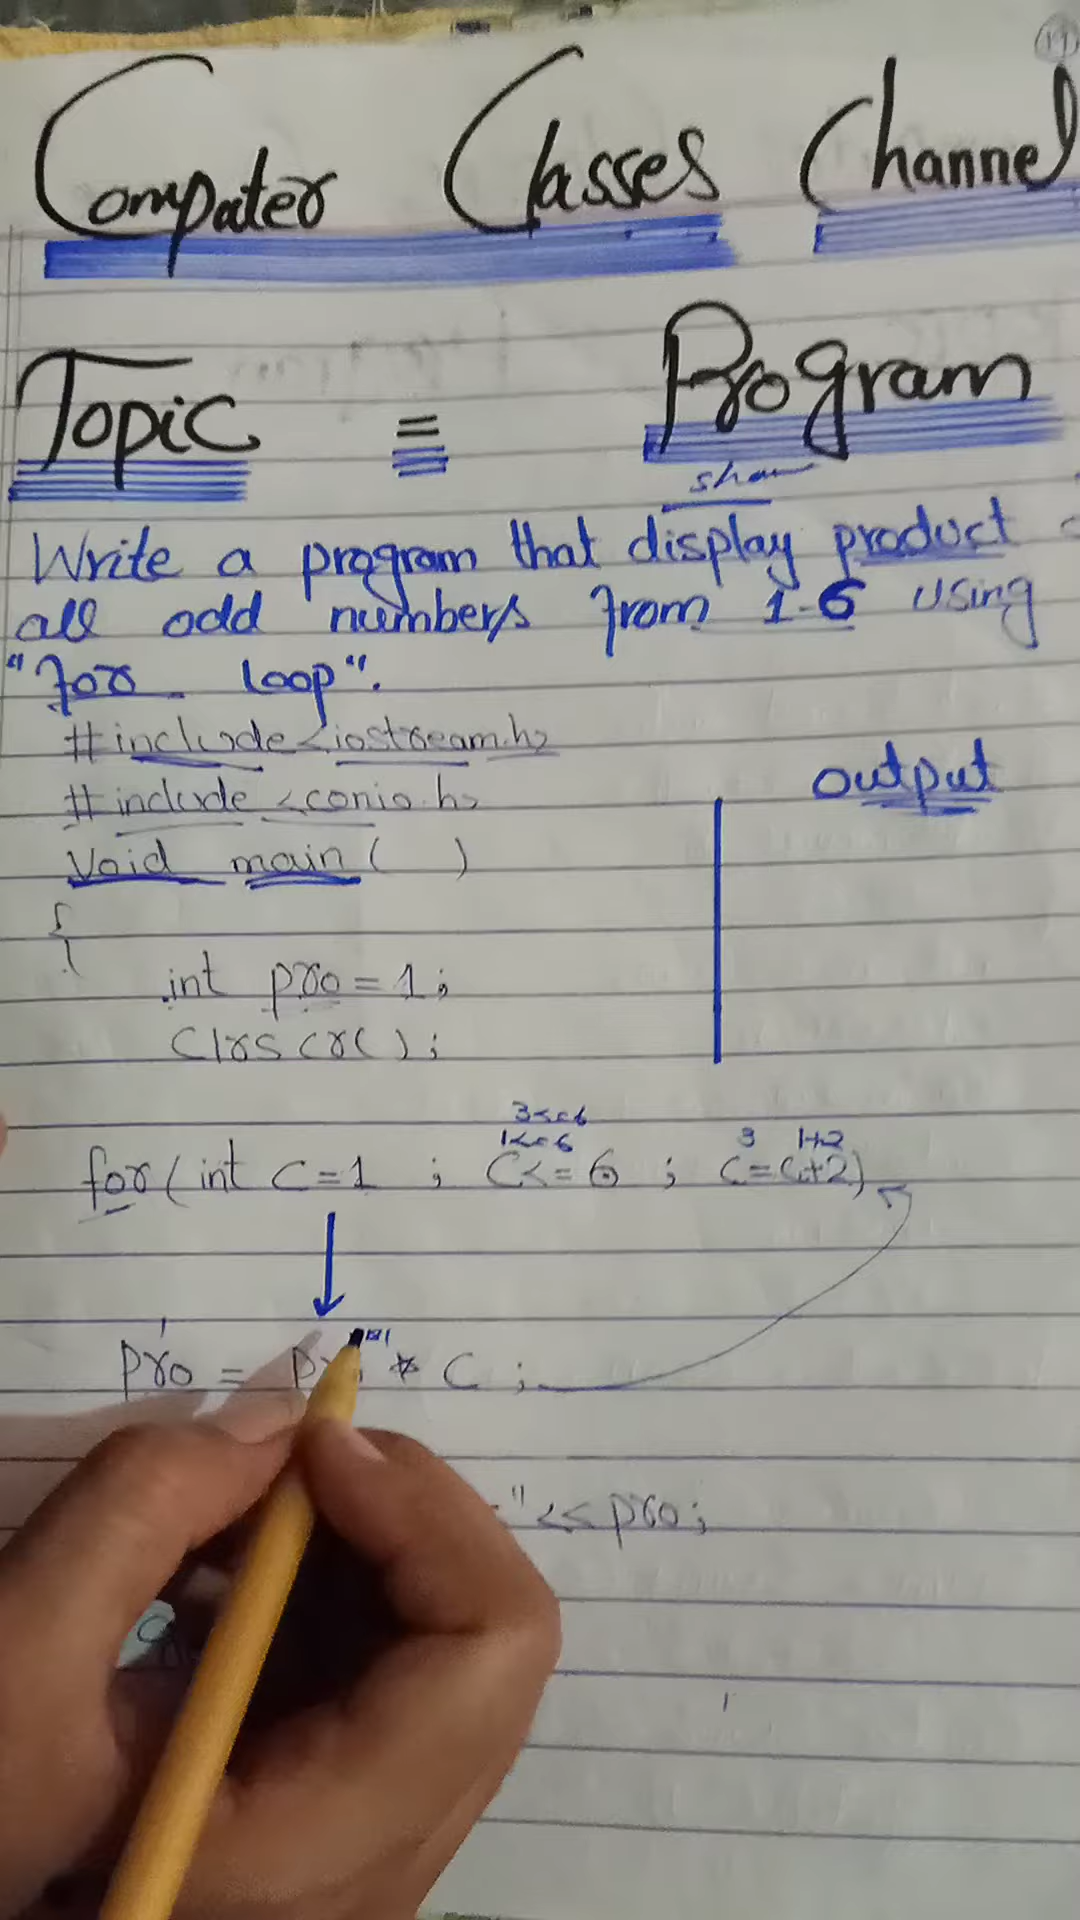 Computer Classes Channel
Topic = Program
show
Write a program that display product
all odd numbers from 1-6 using
"for loop".
#include<iostream.h>
#include<conio.h>
output
Void main( )
{
int pro=1;
Clrscr();
3<=6
1<=6 3 1+2
for(int C=1 ; C<=6 ; C=C+2)
pro = * C ;
"<<pro;